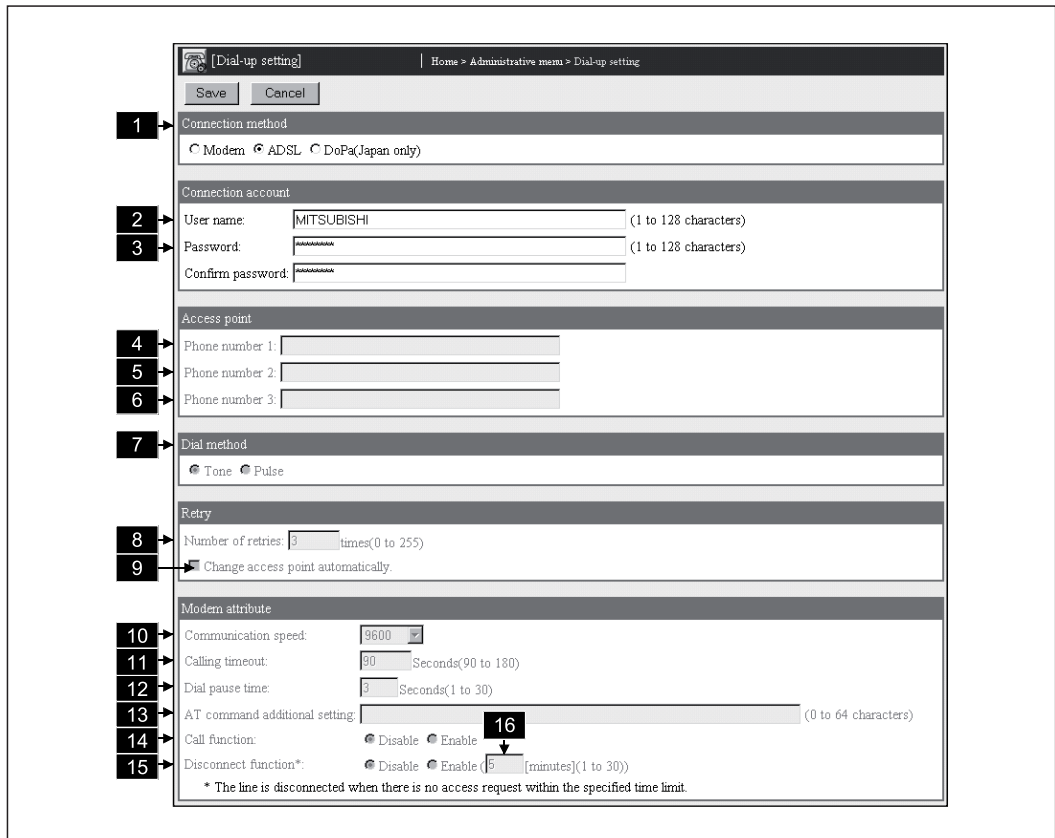 [Dial-up setting] Home > Administrative menu > Dial-up setting
Save Cancel
1 Connection method
Modem ADSL DoPa(Japan only)
Connection account
2 User name: MITSUBISHI (1 to 128 characters)
3 Password: ******** (1 to 128 characters)
Confirm password: ********
Access point
4 Phone number 1:
5 Phone number 2:
6 Phone number 3:
7 Dial method
Tone Pulse
Retry
8 Number of retries: 3 times(0 to 255)
9 Change access point automatically.
Modem attribute
10 Communication speed: 9600
11 Calling timeout: 90 Seconds(90 to 180)
12 Dial pause time: 3 Seconds(1 to 30)
13 AT command additional setting: (0 to 64 characters)
14 Call function: Disable Enable
16
15 Disconnect function*: Disable Enable (5 [minutes](1 to 30))
* The line is disconnected when there is no access request within the specified time limit.